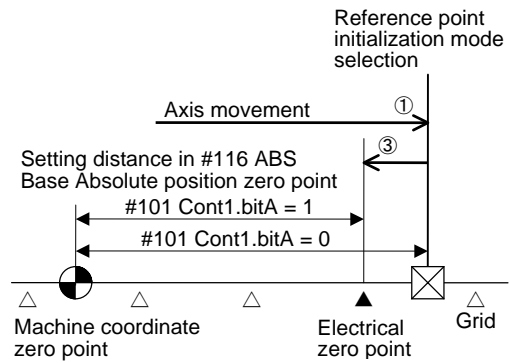 Reference point
initialization mode
selection
Axis movement
①
③
Setting distance in #116 ABS
Base Absolute position zero point
#101 Cont1.bitA = 1
#101 Cont1.bitA = 0
Machine coordinate
zero point
Electrical
zero point
Grid